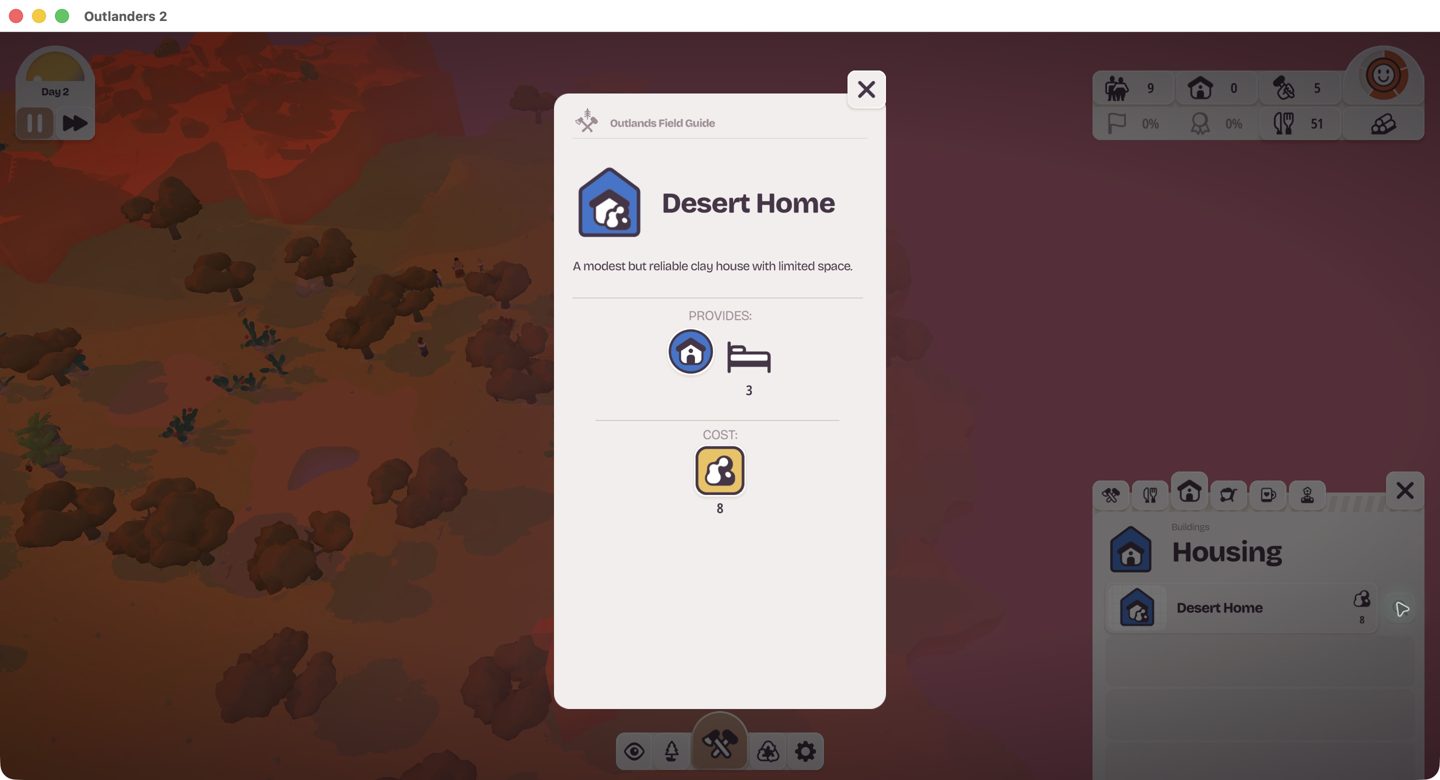 Outlanders 2
Day 2
9
0
5
0%
0%
51
Outlands Field Guide
Desert Home
A modest but reliable clay house with limited space.
PROVIDES:
3
COST:
8
Buildings
Housing
Desert Home
8